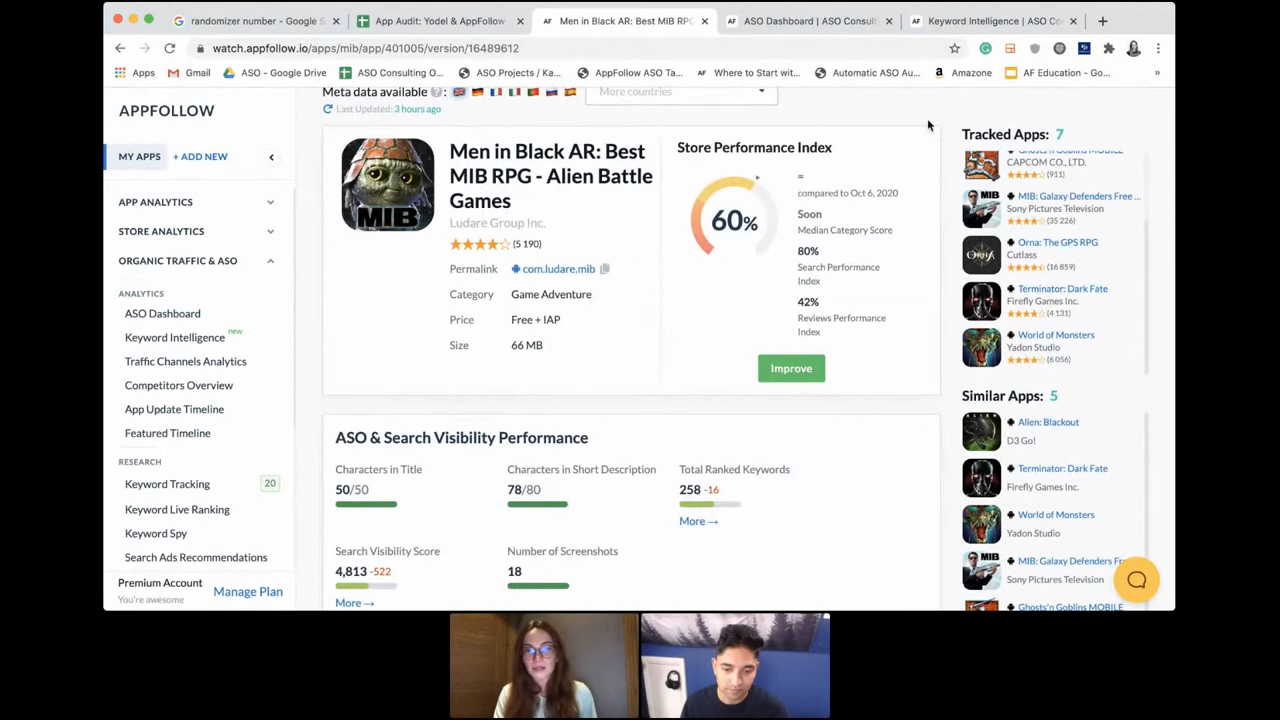 randomizer number - Google S
App Audit: Yodel & AppFollow
Men in Black AR: Best MIB RPG
ASO Dashboard | ASO Consult
Keyword Intelligence | ASO Co
watch.appfollow.io/apps/mib/app/401005/version/16489612
Apps
Gmail
ASO - Google Drive
ASO Consulting O...
ASO Projects / Ka...
AppFollow ASO Ta...
Where to Start wit...
Automatic ASO Au...
Amazone
AF Education - Go...
»
APPFOLLOW
MY APPS
+ ADD NEW
APP ANALYTICS
STORE ANALYTICS
ORGANIC TRAFFIC & ASO
ANALYTICS
ASO Dashboard
Keyword Intelligence new
Traffic Channels Analytics
Competitors Overview
App Update Timeline
Featured Timeline
RESEARCH
Keyword Tracking 20
Keyword Live Ranking
Keyword Spy
Search Ads Recommendations
Premium Account
You're awesome
Manage Plan
Meta data available ? :
More countries
Last Updated: 3 hours ago
MIB
Men in Black AR: Best
MIB RPG - Alien Battle
Games
Ludare Group Inc.
(5 190)
Permalink com.ludare.mib
Category Game Adventure
Price Free + IAP
Size 66 MB
Store Performance Index
60%
=
compared to Oct 6, 2020
Soon
Median Category Score
80%
Search Performance
Index
42%
Reviews Performance
Index
Improve
ASO & Search Visibility Performance
Characters in Title
50/50
Characters in Short Description
78/80
Total Ranked Keywords
258 -16
More →
Search Visibility Score
4,813 -522
More →
Number of Screenshots
18
Tracked Apps: 7
Ghosts'n Goblins MOBILE
CAPCOM CO., LTD.
(911)
MIB: Galaxy Defenders Free ...
Sony Pictures Television
(35 226)
Orna: The GPS RPG
Cutlass
(16 859)
Terminator: Dark Fate
Firefly Games Inc.
(4 131)
World of Monsters
Yadon Studio
(6 056)
Similar Apps: 5
Alien: Blackout
D3 Go!
Terminator: Dark Fate
Firefly Games Inc.
World of Monsters
Yadon Studio
MIB: Galaxy Defenders Fre
Sony Pictures Television
Ghosts'n Goblins MOBILE